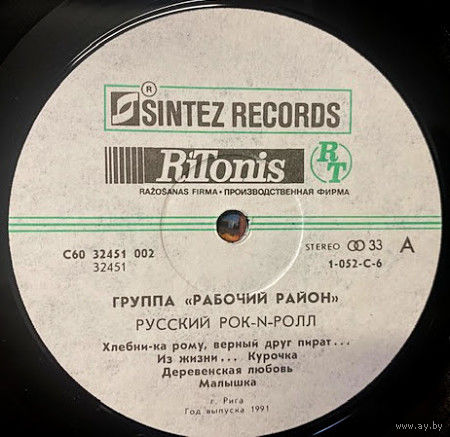 ®
SINTEZ RECORDS
R.Tonis RT
RAŽOŠANAS FIRMA • ПРОИЗВОДСТВЕННАЯ ФИРМА
С60 32451 002
32451
STEREO 33 A
1-052-С-6
ГРУППА «РАБОЧИЙ РАЙОН»
РУССКИЙ РОК-N-РОЛЛ
Хлебни-ка рому, верный друг пират...
Из жизни... Курочка
Деревенская любовь
Малышка
г. Рига
Год выпуска 1991
www.ay.by